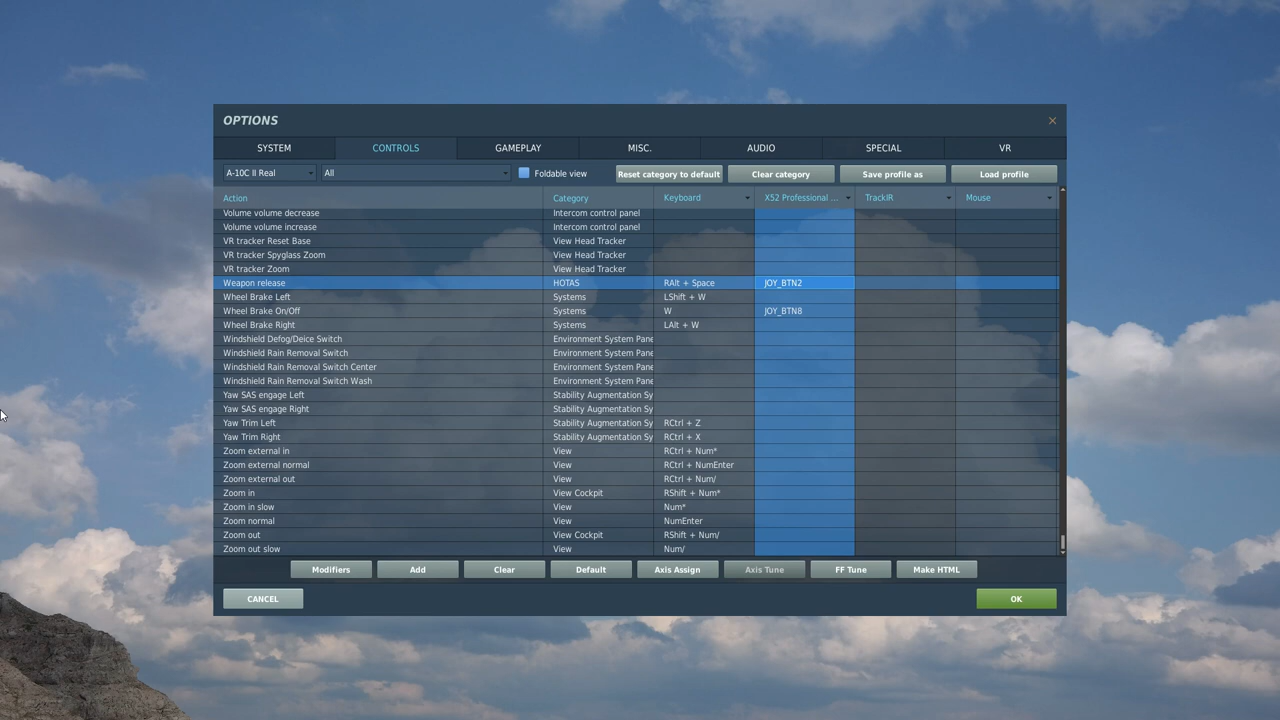 OPTIONS ×
SYSTEM CONTROLS GAMEPLAY MISC. AUDIO SPECIAL VR
A-10C II Real All Foldable view Reset category to default Clear category Save profile as Load profile
Action Category Keyboard X52 Professional ... TrackIR Mouse
Volume volume decrease Intercom control panel
Volume volume increase Intercom control panel
VR tracker Reset Base View Head Tracker
VR tracker Spyglass Zoom View Head Tracker
VR tracker Zoom View Head Tracker
Weapon release HOTAS RAlt + Space JOY_BTN2
Wheel Brake Left Systems LShift + W
Wheel Brake On/Off Systems W JOY_BTN8
Wheel Brake Right Systems LAlt + W
Windshield Defog/Deice Switch Environment System Pane
Windshield Rain Removal Switch Environment System Pane
Windshield Rain Removal Switch Center Environment System Pane
Windshield Rain Removal Switch Wash Environment System Pane
Yaw SAS engage Left Stability Augmentation Sy
Yaw SAS engage Right Stability Augmentation Sy
Yaw Trim Left Stability Augmentation Sy RCtrl + Z
Yaw Trim Right Stability Augmentation Sy RCtrl + X
Zoom external in View RCtrl + Num*
Zoom external normal View RCtrl + NumEnter
Zoom external out View RCtrl + Num/
Zoom in View Cockpit RShift + Num*
Zoom in slow View Num*
Zoom normal View NumEnter
Zoom out View Cockpit RShift + Num/
Zoom out slow View Num/
Modifiers Add Clear Default Axis Assign Axis Tune FF Tune Make HTML
CANCEL OK